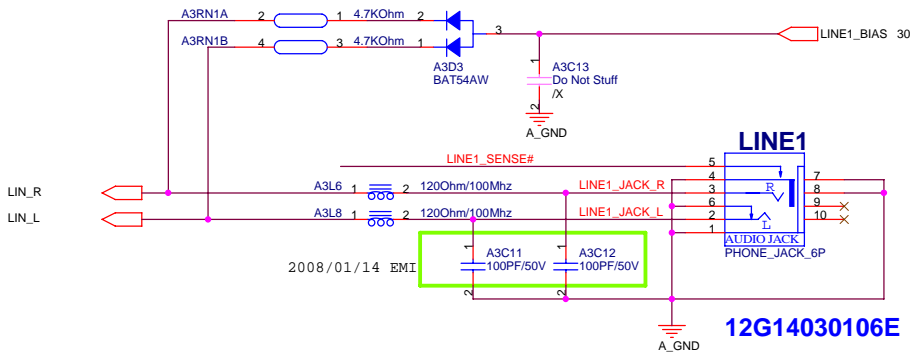 A3RN1A 2 1 4.7KOhm 2
A3RN1B 4 3 4.7KOhm 1
3
A3D3
BAT54AW
LINE1_BIAS 30
1
A3C13
Do Not Stuff
/X
2
A_GND
LINE1
LINE1_SENSE# 5
4 7
LIN_R A3L6 1 2 120Ohm/100Mhz LINE1_JACK_R 3 R 8
6 9
LIN_L A3L8 1 2 120Ohm/100Mhz LINE1_JACK_L 2 L 10
1
AUDIO JACK
PHONE_JACK_6P
1 A3C11 1 A3C12
2008/01/14 EMI 100PF/50V 100PF/50V
2 2
12G14030106E
A_GND